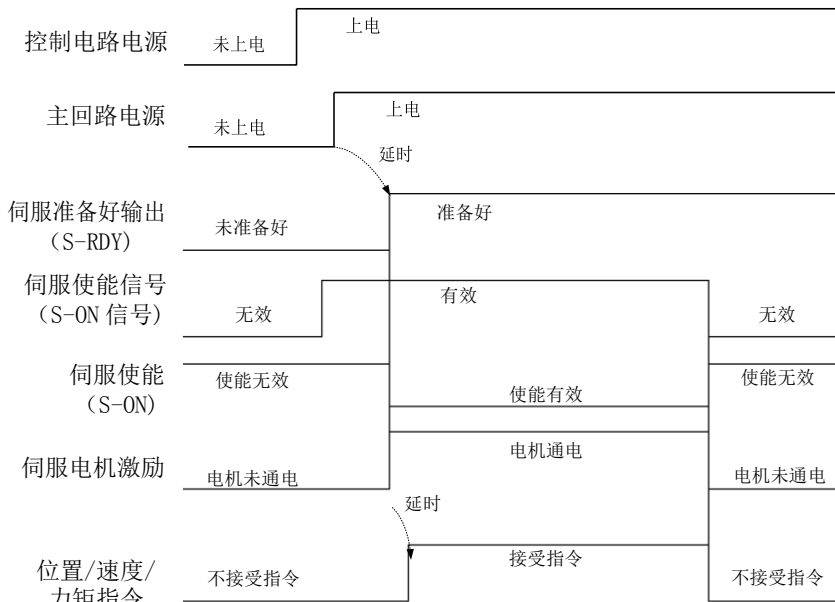 控制电路电源
未上电
上电
主回路电源
未上电
上电
延时
伺服准备好输出
（S-RDY）
未准备好
准备好
伺服使能信号
（S-ON 信号）
无效
有效
无效
伺服使能
（S-ON）
使能无效
使能有效
使能无效
伺服电机激励
电机未通电
电机通电
电机未通电
延时
位置/速度/
力矩指令
不接受指令
接受指令
不接受指令